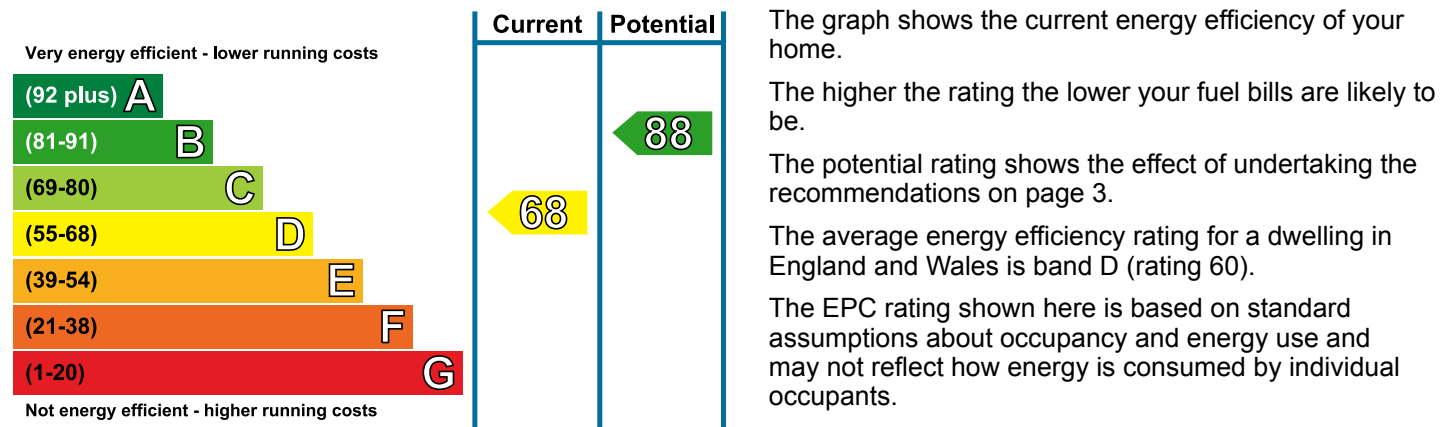 Current Potential
Very energy efficient - lower running costs
(92 plus) A
(81-91) B
88
(69-80) C
68
(55-68) D
(39-54) E
(21-38) F
(1-20) G
Not energy efficient - higher running costs
The graph shows the current energy efficiency of your
home.
The higher the rating the lower your fuel bills are likely to
be.
The potential rating shows the effect of undertaking the
recommendations on page 3.
The average energy efficiency rating for a dwelling in
England and Wales is band D (rating 60).
The EPC rating shown here is based on standard
assumptions about occupancy and energy use and
may not reflect how energy is consumed by individual
occupants.